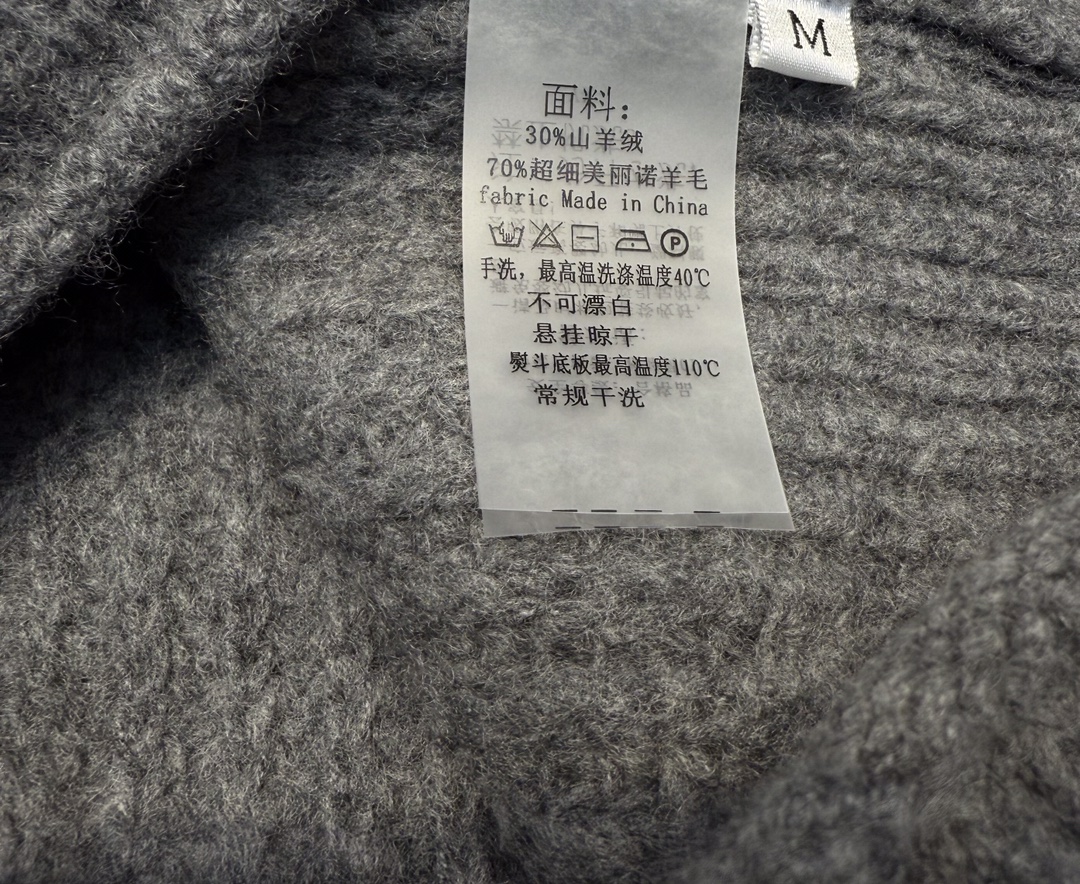 M
面料：
30%山羊绒
70%超细美丽诺羊毛
fabric Made in China
P
手洗，最高温洗涤温度40℃
不可漂白
悬挂晾干
熨斗底板最高温度110℃
常规干洗